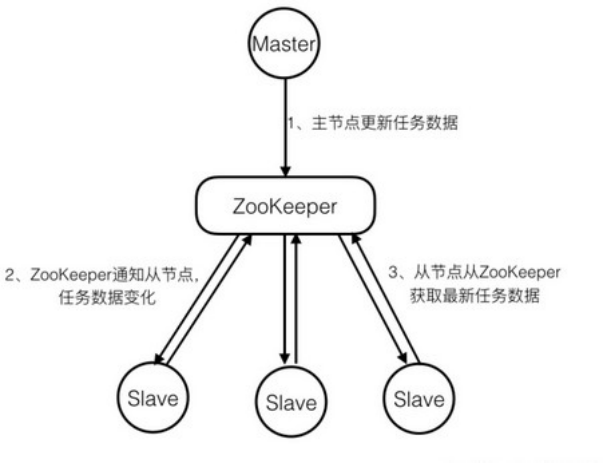 Master
1、主节点更新任务数据
ZooKeeper
2、ZooKeeper通知从节点,
任务数据变化
3、从节点从ZooKeeper
获取最新任务数据
Slave
Slave
Slave